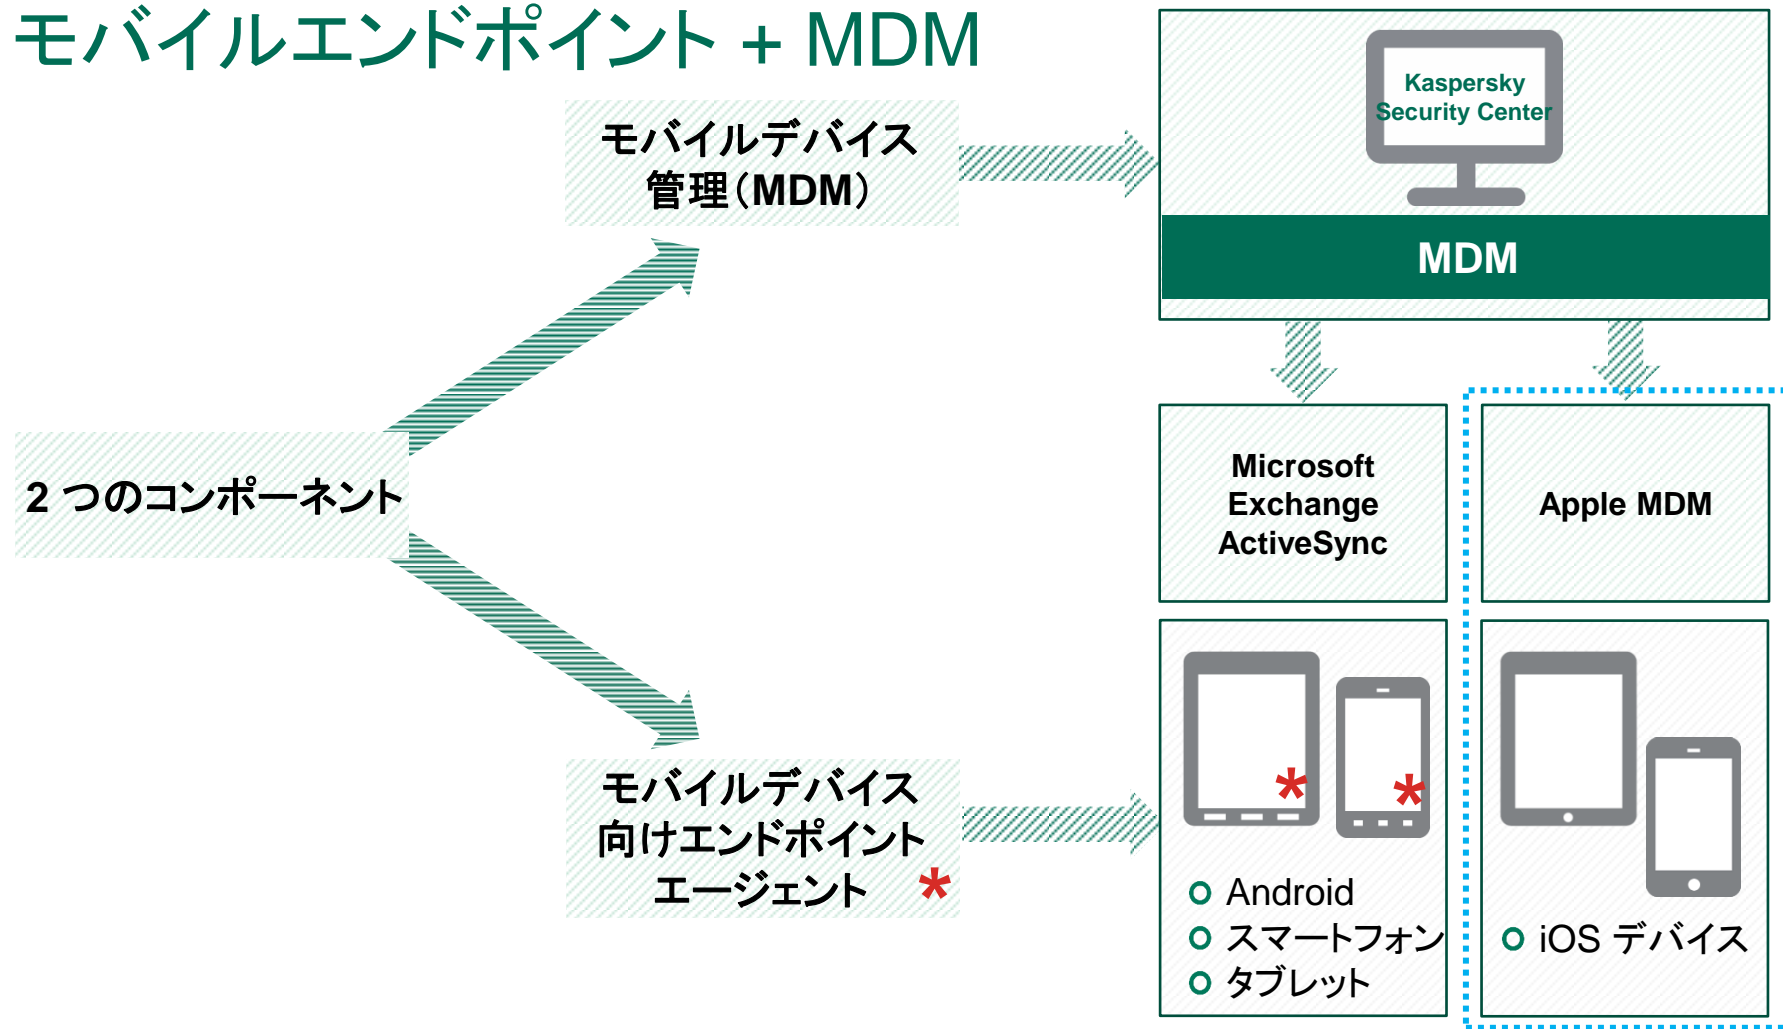 モバイルエンドポイント + MDM
Kaspersky
Security Center
モバイルデバイス
管理（MDM）
MDM
2 つのコンポーネント
Microsoft
Exchange
ActiveSync
Apple MDM
モバイルデバイス
向けエンドポイント
エージェント *
* *
Android
スマートフォン
タブレット
iOS デバイス